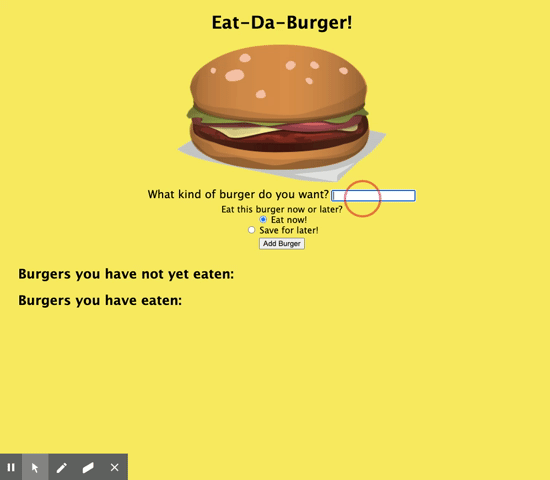 Eat-Da-Burger!
What kind of burger do you want?
Eat this burger now or later?
Eat now!
Save for later!
Add Burger
Burgers you have not yet eaten:
Burgers you have eaten: